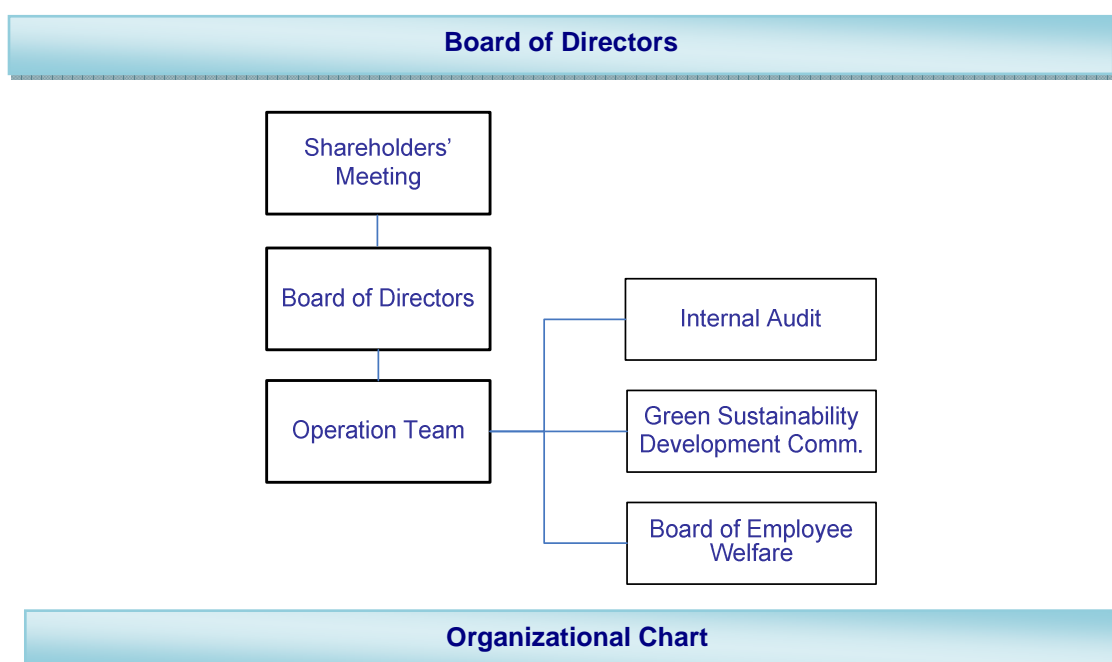 Board of Directors
Shareholders’
Meeting
Board of Directors
Operation Team
Internal Audit
Green Sustainability
Development Comm.
Board of Employee
Welfare
Organizational Chart